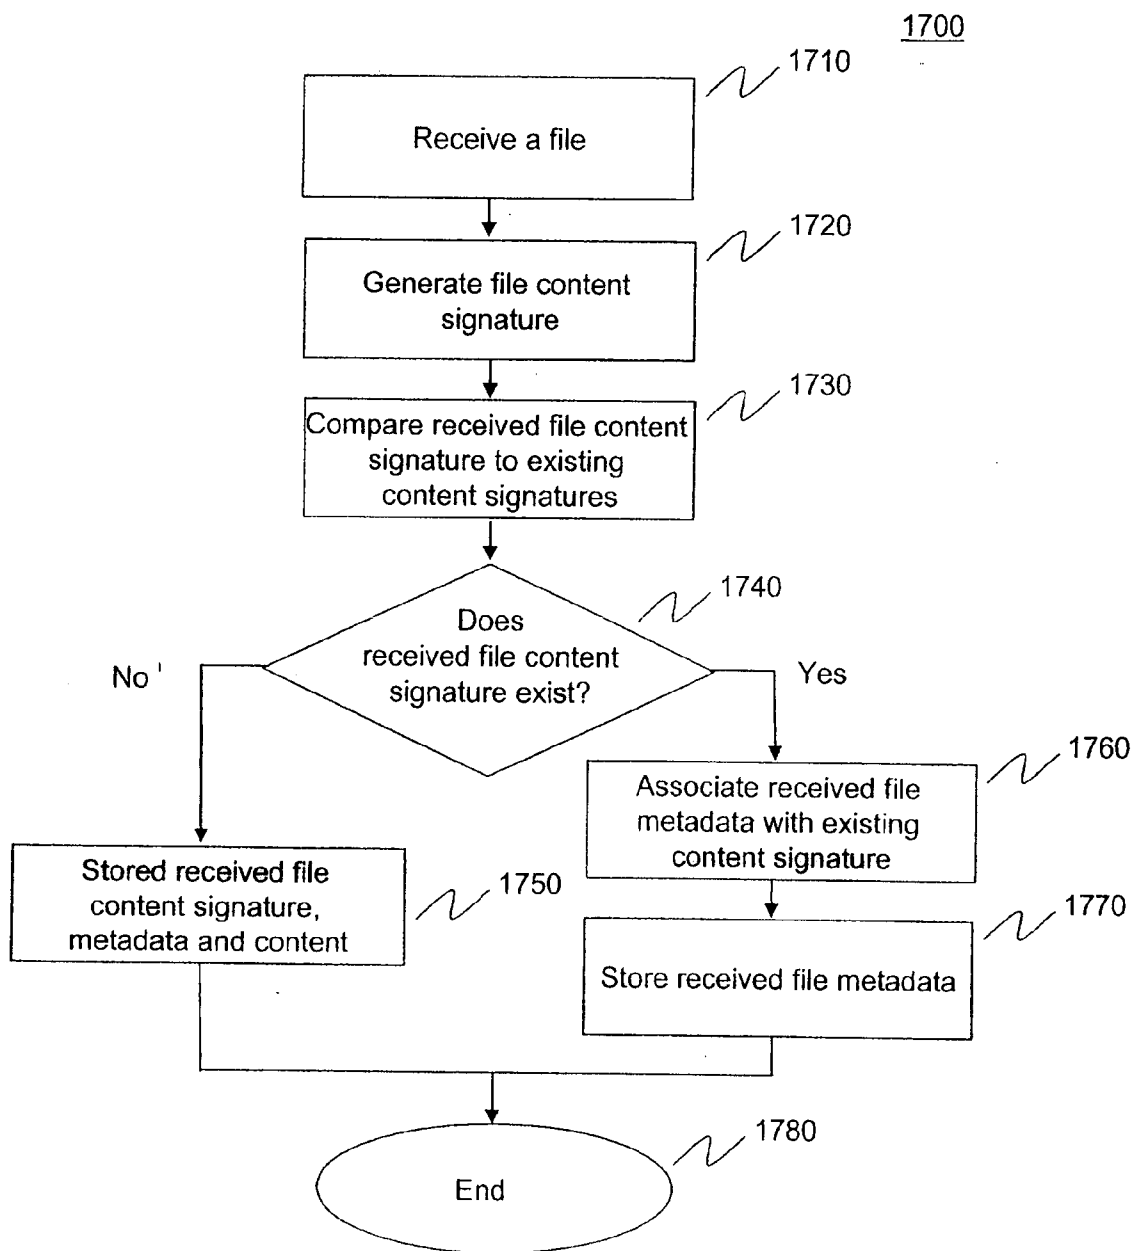 1700
1710
Receive a file
1720
Generate file content
signature
1730
Compare received file content
signature to existing
content signatures
1740
Does
received file content
signature exist?
No
Yes
1760
Associate received file
metadata with existing
content signature
1750
Stored received file
content signature,
metadata and content
1770
Store received file metadata
1780
End